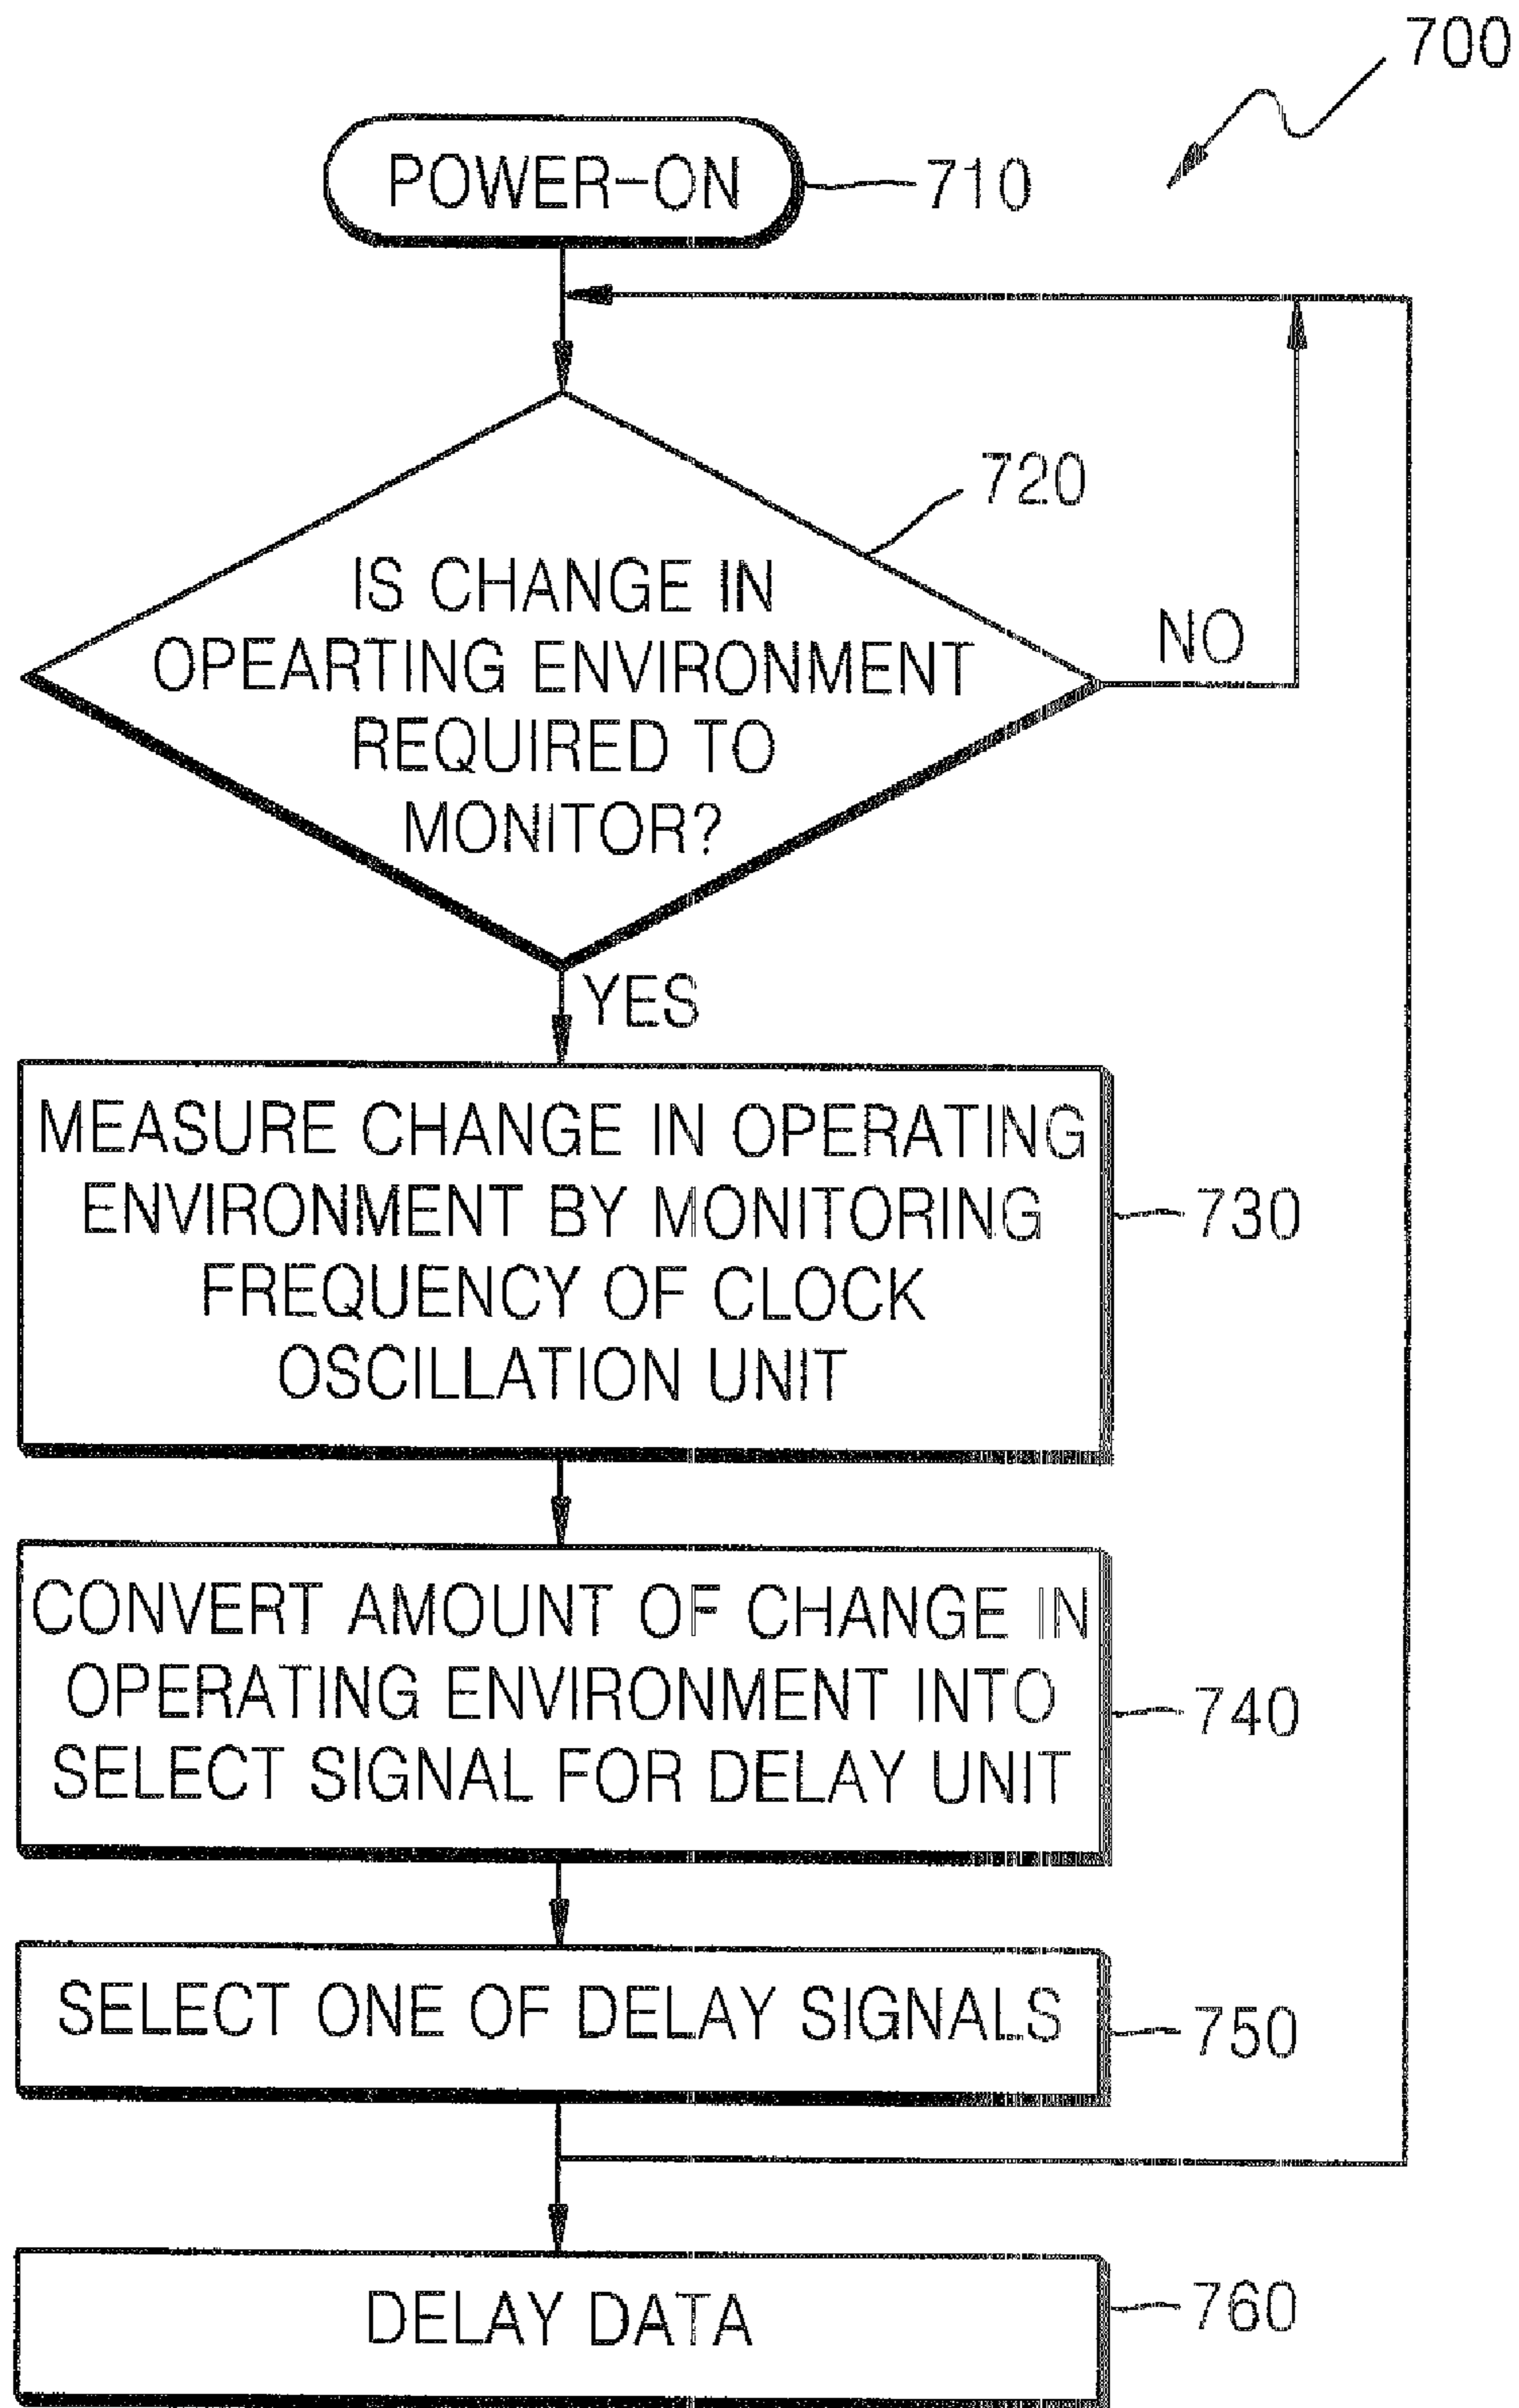 700
POWER-ON
710
720
IS CHANGE IN
OPEARTING ENVIRONMENT
REQUIRED TO
MONITOR?
NO
YES
MEASURE CHANGE IN OPERATING
ENVIRONMENT BY MONITORING
FREQUENCY OF CLOCK
OSCILLATION UNIT
730
CONVERT AMOUNT OF CHANGE IN
OPERATING ENVIRONMENT INTO
SELECT SIGNAL FOR DELAY UNIT
740
SELECT ONE OF DELAY SIGNALS
750
DELAY DATA
760